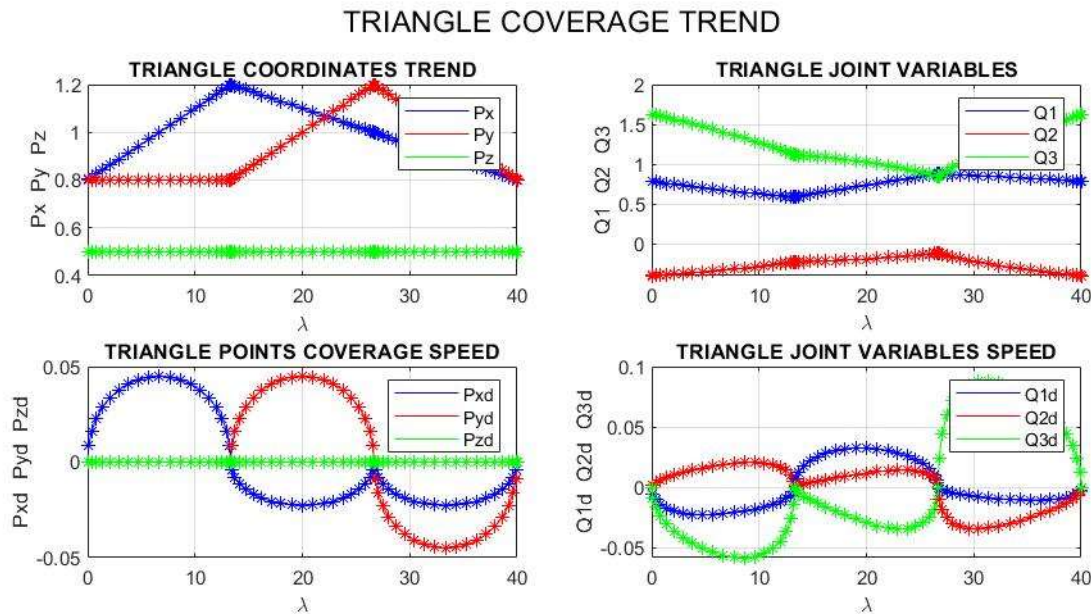 TRIANGLE COVERAGE TREND
TRIANGLE COORDINATES TREND
Px Py Pz
1.2
1
0.8
0.6
0.4
0 10 20 30 40
λ
Px
Py
Pz
TRIANGLE JOINT VARIABLES
Q1 Q2 Q3
2
1.5
1
0.5
0
0 10 20 30 40
λ
Q1
Q2
Q3
TRIANGLE POINTS COVERAGE SPEED
Pxd Pyd Pzd
0.05
0
-0.05
0 10 20 30 40
λ
Pxd
Pyd
Pzd
TRIANGLE JOINT VARIABLES SPEED
Q1d Q2d Q3d
0.1
0.05
0
-0.05
0 10 20 30 40
λ
Q1d
Q2d
Q3d